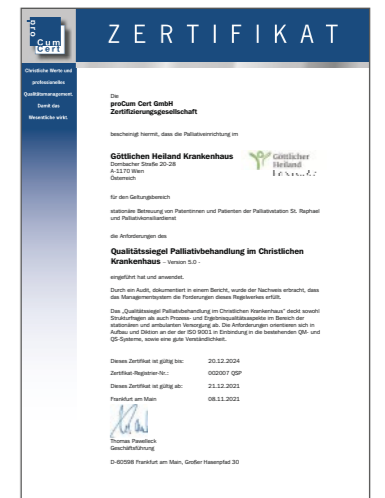 pro
Cum
Cert
ZERTIFIKAT
Christliche Werte und
professionelles
Qualitätsmanagement.
Damit das
Wesentliche wirkt.
Die
proCum Cert GmbH
Zertifizierungsgesellschaft
bescheinigt hiermit, dass die Palliativeinrichtung im
Göttlichen Heiland Krankenhaus
Dornbacher Straße 20-28
A-1170 Wien
Österreich
Göttlicher
Heiland
für den Geltungsbereich
stationäre Betreuung von Patentinnen und Patenten der Palliativstation St. Raphael
und Palliativkonsiliardienst
die Anforderungen des
Qualitätssiegel Palliativbehandlung im Christlichen
Krankenhaus - Version 5.0 -
eingeführt hat und anwendet.
Durch ein Audit, dokumentiert in einem Bericht, wurde der Nachweis erbracht, dass
das Managementsystem die Forderungen dieses Regelwerkes erfüllt.
Das „Qualitätssiegel Palliativbehandlung im Christlichen Krankenhaus" deckt sowohl
Strukturfragen als auch Prozess- und Ergebnisqualitätsaspekte im Bereich der
stationären und ambulanten Versorgung ab. Die Anforderungen orientieren sich in
Aufbau und Diktion an der der ISO 9001 in Einbindung in die bestehenden QM- und
QS-Systeme, sowie eine gute Verständlichkeit.
Dieses Zertifikat ist gültig bis: 20.12.2024
Zertifikat-Register-Nr.: 002007 QSP
Dieses Zertifikat ist gültig ab: 21.12.2021
Frankfurt am Main 08.11.2021
Thomas Pawelleck
Geschäftsführung
D-60598 Frankfurt am Main, Großer Hasenpfad 30